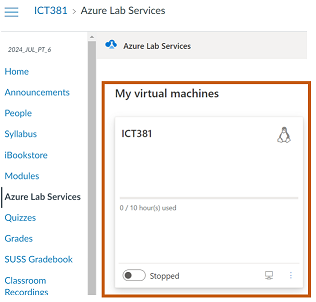 ICT381 > Azure Lab Services
2024_JUL_PT_6
Azure Lab Services
Home
Announcements
People
Syllabus
iBookstore
Modules
Azure Lab Services
Quizzes
Grades
SUSS Gradebook
Classroom
Recordings
My virtual machines
ICT381
0 / 10 hour(s) used
Stopped